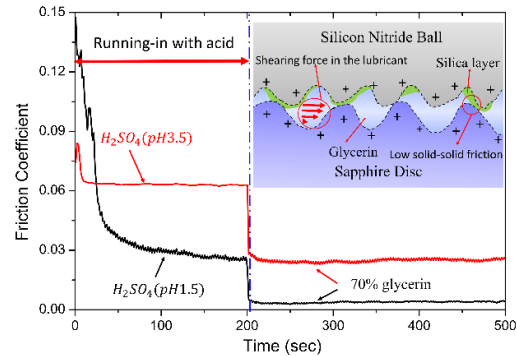 0.15
0.12
0.09
0.06
0.03
0.00
Friction Coefficient
0
100
200
300
400
500
Time (sec)
Running-in with acid
H₂SO₄(pH3.5)
H₂SO₄(pH1.5)
70% glycerin
Silicon Nitride Ball
Shearing force in the lubricant
Silica layer
Glycerin
Low solid-solid friction
Sapphire Disc
+ + + + + + + + + + + + + +